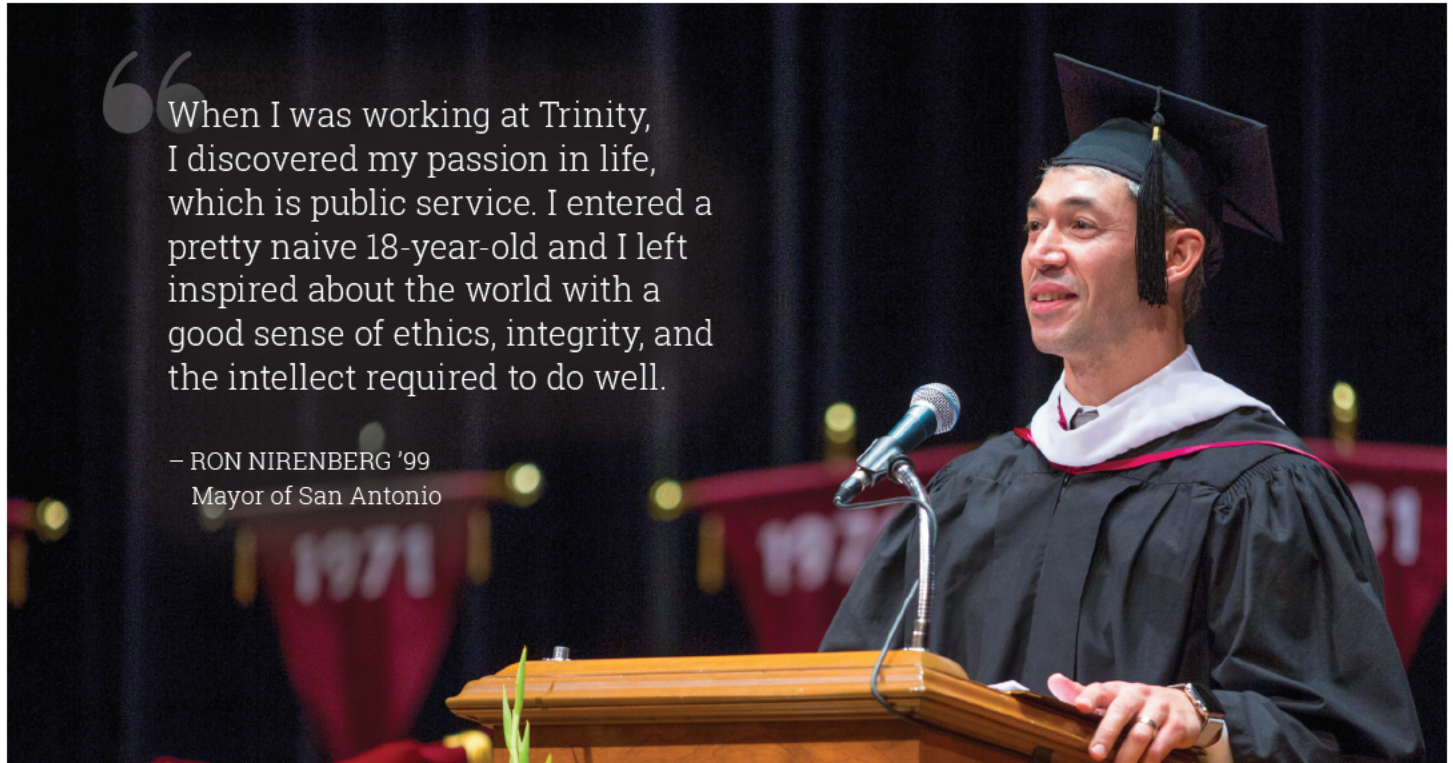 When I was working at Trinity,
I discovered my passion in life,
which is public service. I entered a
pretty naive 18-year-old and I left
inspired about the world with a
good sense of ethics, integrity, and
the intellect required to do well.
– RON NIRENBERG ’99
Mayor of San Antonio
1971